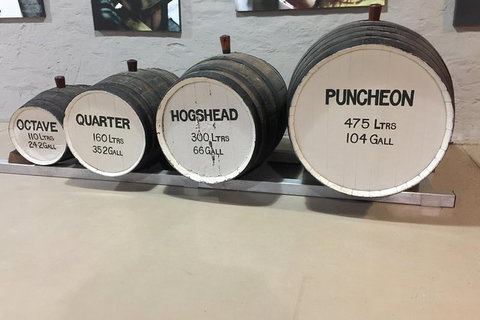 OCTAVE
110 LTRS
24·2 GALL
QUARTER
160 LTRS
35·2 GALL
HOGSHEAD
300 LTRS
66 GALL
PUNCHEON
475 LTRS
104 GALL